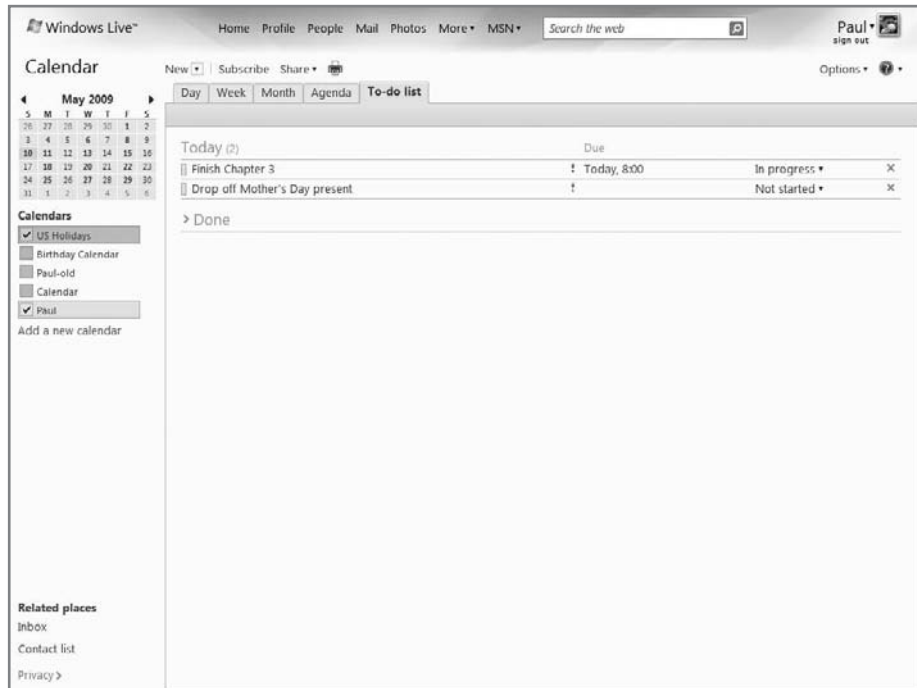 Windows Live™
Home Profile People Mail Photos More MSN Search the web
Paul
sign out
Calendar
New Subscribe Share
Options
Day Week Month Agenda To-do list
May 2009
S M T W T F S
26 27 28 29 30 1 2
3 4 5 6 7 8 9
10 11 12 13 14 15 16
17 18 19 20 21 22 23
24 25 26 27 28 29 30
31 1 2 3 4 5 6
Calendars
US Holidays
Birthday Calendar
Paul-old
Calendar
Paul
Add a new calendar
Today (2) Due
Finish Chapter 3 ! Today, 8:00 In progress
Drop off Mother's Day present ! Not started
> Done
Related places
Inbox
Contact list
Privacy >